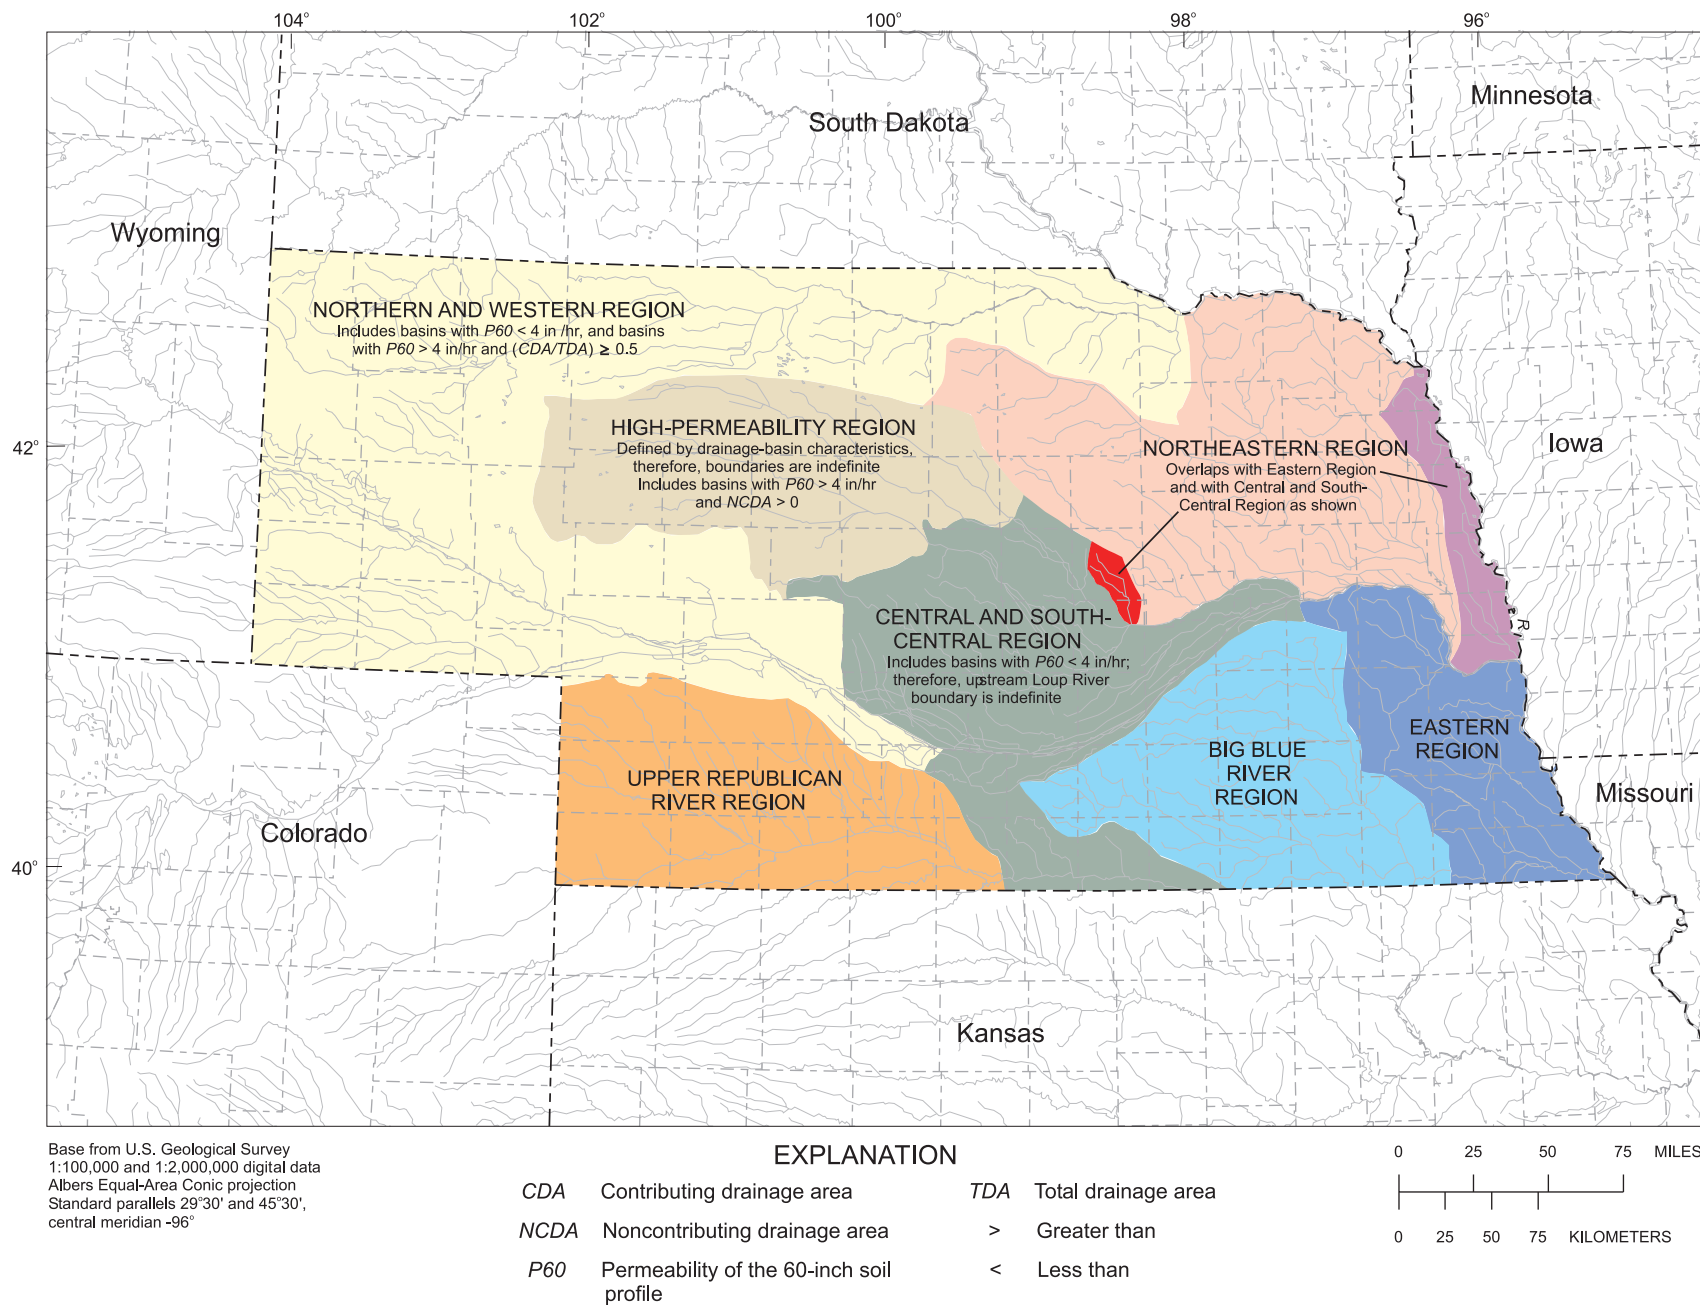 104°
102°
100°
98°
96°
Minnesota
South Dakota
Wyoming
NORTHERN AND WESTERN REGION
Includes basins with P60 < 4 in /hr, and basins
with P60 > 4 in/hr and (CDA/TDA) ≥ 0.5
42°
HIGH-PERMEABILITY REGION
Defined by drainage-basin characteristics,
therefore, boundaries are indefinite
Includes basins with P60 > 4 in/hr
and NCDA > 0
NORTHEASTERN REGION
Overlaps with Eastern Region
and with Central and South-
Central Region as shown
Iowa
CENTRAL AND SOUTH-
CENTRAL REGION
Includes basins with P60 < 4 in/hr;
therefore, upstream Loup River
boundary is indefinite
R
EASTERN
REGION
BIG BLUE
RIVER
REGION
UPPER REPUBLICAN
RIVER REGION
Missouri
Colorado
40°
Kansas
Base from U.S. Geological Survey
1:100,000 and 1:2,000,000 digital data
Albers Equal-Area Conic projection
Standard parallels 29°30' and 45°30',
central meridian -96°
EXPLANATION
CDA Contributing drainage area
NCDA Noncontributing drainage area
P60 Permeability of the 60-inch soil
profile
TDA Total drainage area
> Greater than
< Less than
0 25 50 75 MILES
0 25 50 75 KILOMETERS